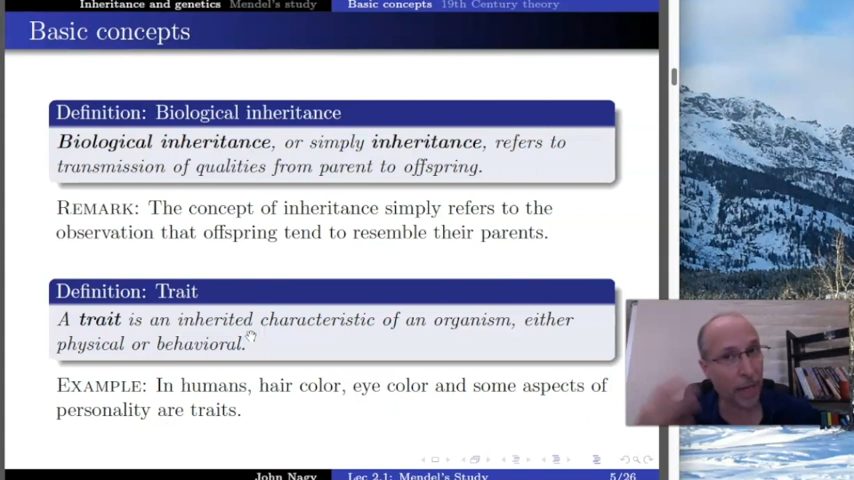 Inheritance and genetics Mendel's study Basic concepts 19th Century theory
Basic concepts
Definition: Biological inheritance
Biological inheritance, or simply inheritance, refers to
transmission of qualities from parent to offspring.
REMARK: The concept of inheritance simply refers to the
observation that offspring tend to resemble their parents.
Definition: Trait
A trait is an inherited characteristic of an organism, either
physical or behavioral.
EXAMPLE: In humans, hair color, eye color and some aspects of
personality are traits.
John Nagy Lec 2.1: Mendel's Study 5/26